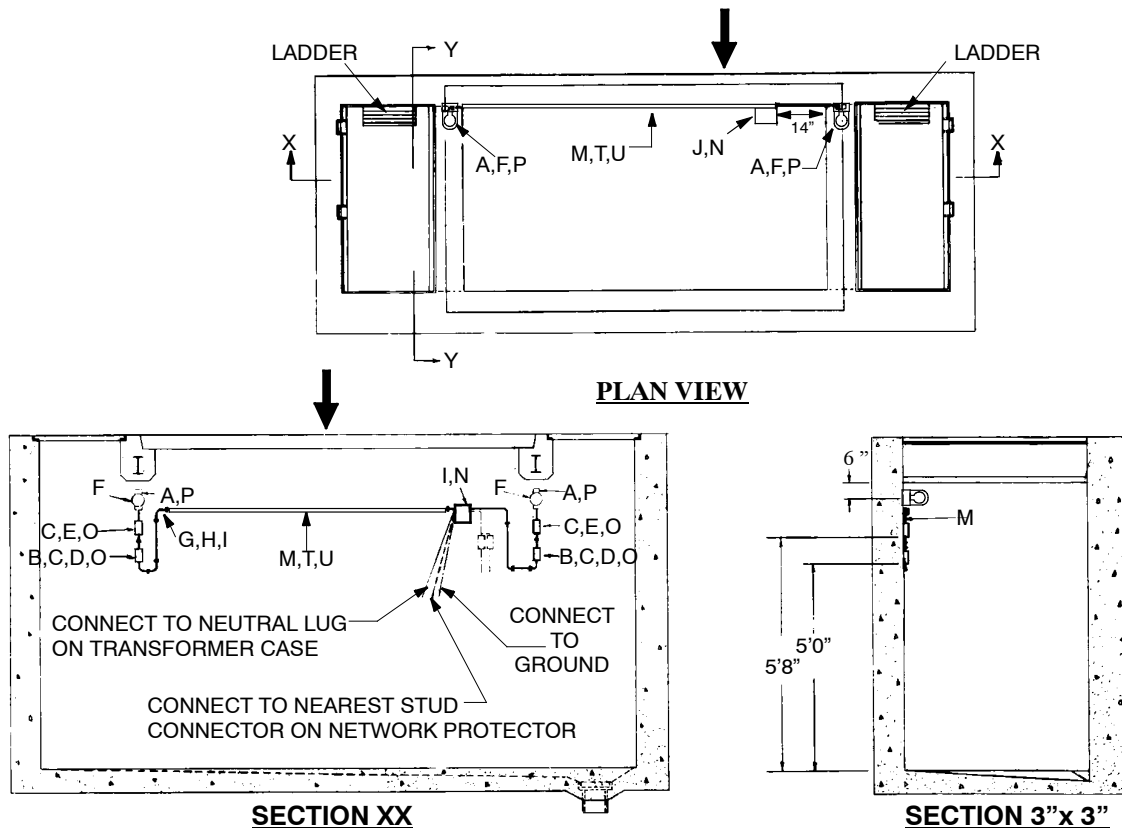 LADDER
Y
LADDER
X
A,F,P
M,T,U
J,N
14"
A,F,P
X
Y
PLAN VIEW
I
I
F
A,P
I,N
F
A,P
C,E,O
G,H,I
C,E,O
B,C,D,O
M,T,U
B,C,D,O
CONNECT TO NEUTRAL LUG
ON TRANSFORMER CASE
CONNECT
TO
GROUND
CONNECT TO NEAREST STUD
CONNECTOR ON NETWORK PROTECTOR
SECTION XX
6 "
M
5'0"
5'8"
SECTION 3"x 3"